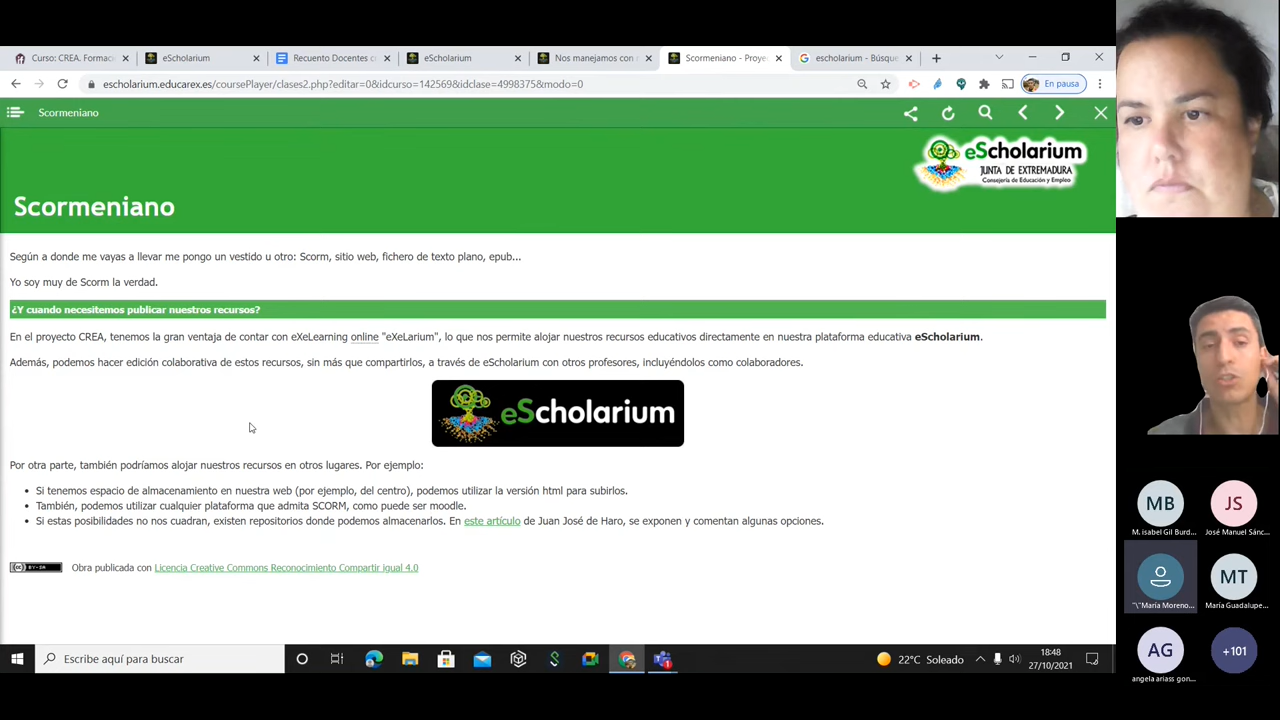 Curso: CREA. Formac
eScholarium
Recuento Docentes c
eScholarium
Nos manejamos con
Scormeniano - Proye
escholarium - Búsque
escholarium.educarex.es/coursePlayer/clases2.php?editar=0&idcurso=142569&idclase=4998375&modo=0
En pausa
Scormeniano
eScholarium
JUNTA DE EXTREMADURA
Consejería de Educación y Empleo
Scormeniano
Según a donde me vayas a llevar me pongo un vestido u otro: Scorm, sitio web, fichero de texto plano, epub...
Yo soy muy de Scorm la verdad.
¿Y cuando necesitemos publicar nuestros recursos?
En el proyecto CREA, tenemos la gran ventaja de contar con eXeLearning online "eXeLarium", lo que nos permite alojar nuestros recursos educativos directamente en nuestra plataforma educativa eScholarium.
Además, podemos hacer edición colaborativa de estos recursos, sin más que compartirlos, a través de eScholarium con otros profesores, incluyéndolos como colaboradores.
eScholarium
Por otra parte, también podríamos alojar nuestros recursos en otros lugares. Por ejemplo:
• Si tenemos espacio de almacenamiento en nuestra web (por ejemplo, del centro), podemos utilizar la versión html para subirlos.
• También, podemos utilizar cualquier plataforma que admita SCORM, como puede ser moodle.
• Si estas posibilidades no nos cuadran, existen repositorios donde podemos almacenarlos. En este artículo de Juan José de Haro, se exponen y comentan algunas opciones.
CC BY-SA
Obra publicada con Licencia Creative Commons Reconocimiento Compartir igual 4.0
Escribe aquí para buscar
22°C Soleado
18:48
27/10/2021
MB
M. isabel Gil Burd...
JS
José Manuel Sánc...
"\"María Moreno...
MT
María Guadalupe...
AG
angela ariass gon...
+101